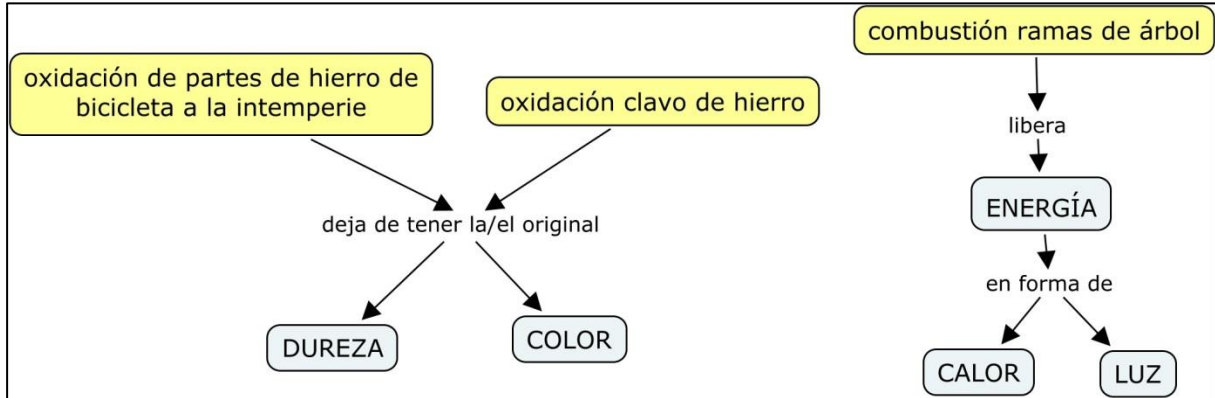 combustión ramas de árbol
oxidación de partes de hierro de
bicicleta a la intemperie
oxidación clavo de hierro
libera
ENERGÍA
deja de tener la/el original
en forma de
DUREZA
COLOR
CALOR
LUZ